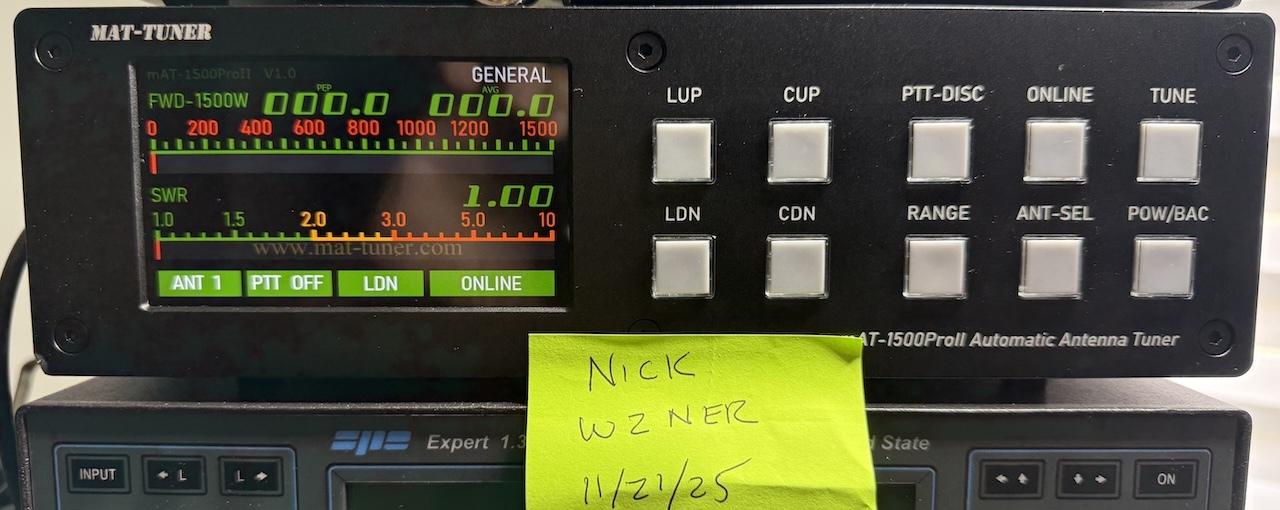 MAT-TUNER
mAT-1500ProII V1.0 GENERAL
PEP AVG
FWD-1500W 000.0 000.0
0 200 400 600 800 1000 1200 1500
SWR 1.00
1.0 1.5 2.0 3.0 5.0 10
www.mat-tuner.com
ANT 1 PTT OFF LDN ONLINE
LUP CUP PTT-DISC ONLINE TUNE
LDN CDN RANGE ANT-SEL POW/BAC
AT-1500ProII Automatic Antenna Tuner
NICK
W2NER
11/21/25
SPE Expert 1.3
State
INPUT L L ON